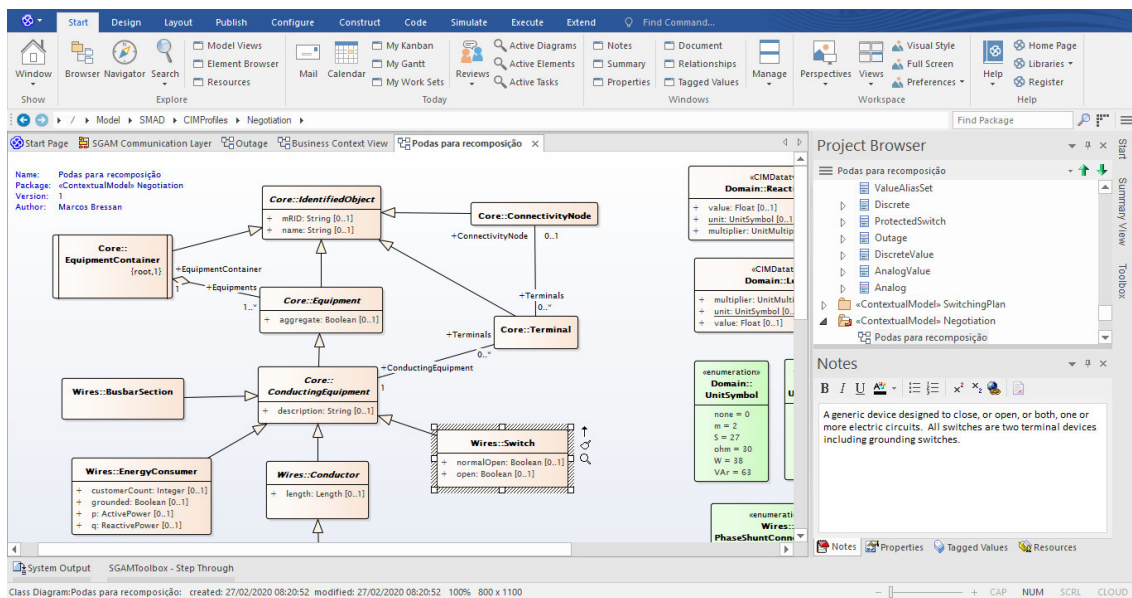 Start Design Layout Publish Configure Construct Code Simulate Execute Extend Find Command...
Window
Browser Navigator Search
Model Views
Element Browser
Resources
Mail Calendar
My Kanban
My Gantt
My Work Sets
Reviews
Active Diagrams
Active Elements
Active Tasks
Notes
Summary
Properties
Document
Relationships
Tagged Values
Manage
Perspectives Views
Visual Style
Full Screen
Preferences
Help
Home Page
Libraries
Register
Show Explore Today Windows Workspace Help
/ Model SMAD CIMProfiles Negotiation Find Package
Start Page SGAM Communication Layer Outage Business Context View Podas para recomposição
Name: Podas para recomposição
Package: «ContextualModel» Negotiation
Version: 1
Author: Marcos Bressan
Core::IdentifiedObject
+ mRID: String [0..1]
+ name: String [0..1]
Core::ConnectivityNode
+ConnectivityNode 0..1
Core::
EquipmentContainer
{root,1}
+EquipmentContainer
1
+Equipments
1..*
Core::Equipment
+ aggregate: Boolean [0..1]
+Terminals
0..*
Core::Terminal
+Terminals
0..*
+ConductingEquipment
1
Core::
ConductingEquipment
+ description: String [0..1]
Wires::BusbarSection
Wires::Switch
+ normalOpen: Boolean [0..1]
+ open: Boolean [0..1]
Wires::EnergyConsumer
+ customerCount: Integer [0..1]
+ grounded: Boolean [0..1]
+ p: ActivePower [0..1]
+ q: ReactivePower [0..1]
Wires::Conductor
+ length: Length [0..1]
«CIMDatat
Domain::React
+ value: Float [0..1]
+ unit: UnitSymbol [0..1
+ multiplier: UnitMultip
«CIMDatat
Domain::Le
+ multiplier: UnitMulti
+ unit: UnitSymbol [0..
+ value: Float [0..1]
«enumeration»
Domain::
UnitSymbol
none = 0
m = 2
S = 27
ohm = 30
W = 38
VAr = 63
U
«enumerati
Wires::
PhaseShuntConn
Project Browser
Podas para recomposição
ValueAliasSet
Discrete
ProtectedSwitch
Outage
DiscreteValue
AnalogValue
Analog
«ContextualModel» SwitchingPlan
«ContextualModel» Negotiation
Podas para recomposição
Notes
B I U
A generic device designed to close, or open, or both, one or
more electric circuits. All switches are two terminal devices
including grounding switches.
Notes Properties Tagged Values Resources
Start
Summary View
Toolbox
System Output SGAMToolbox - Step Through
Class Diagram:Podas para recomposição: created: 27/02/2020 08:20:52 modified: 27/02/2020 08:20:52 100% 800 x 1100 CAP NUM SCRL CLOUD